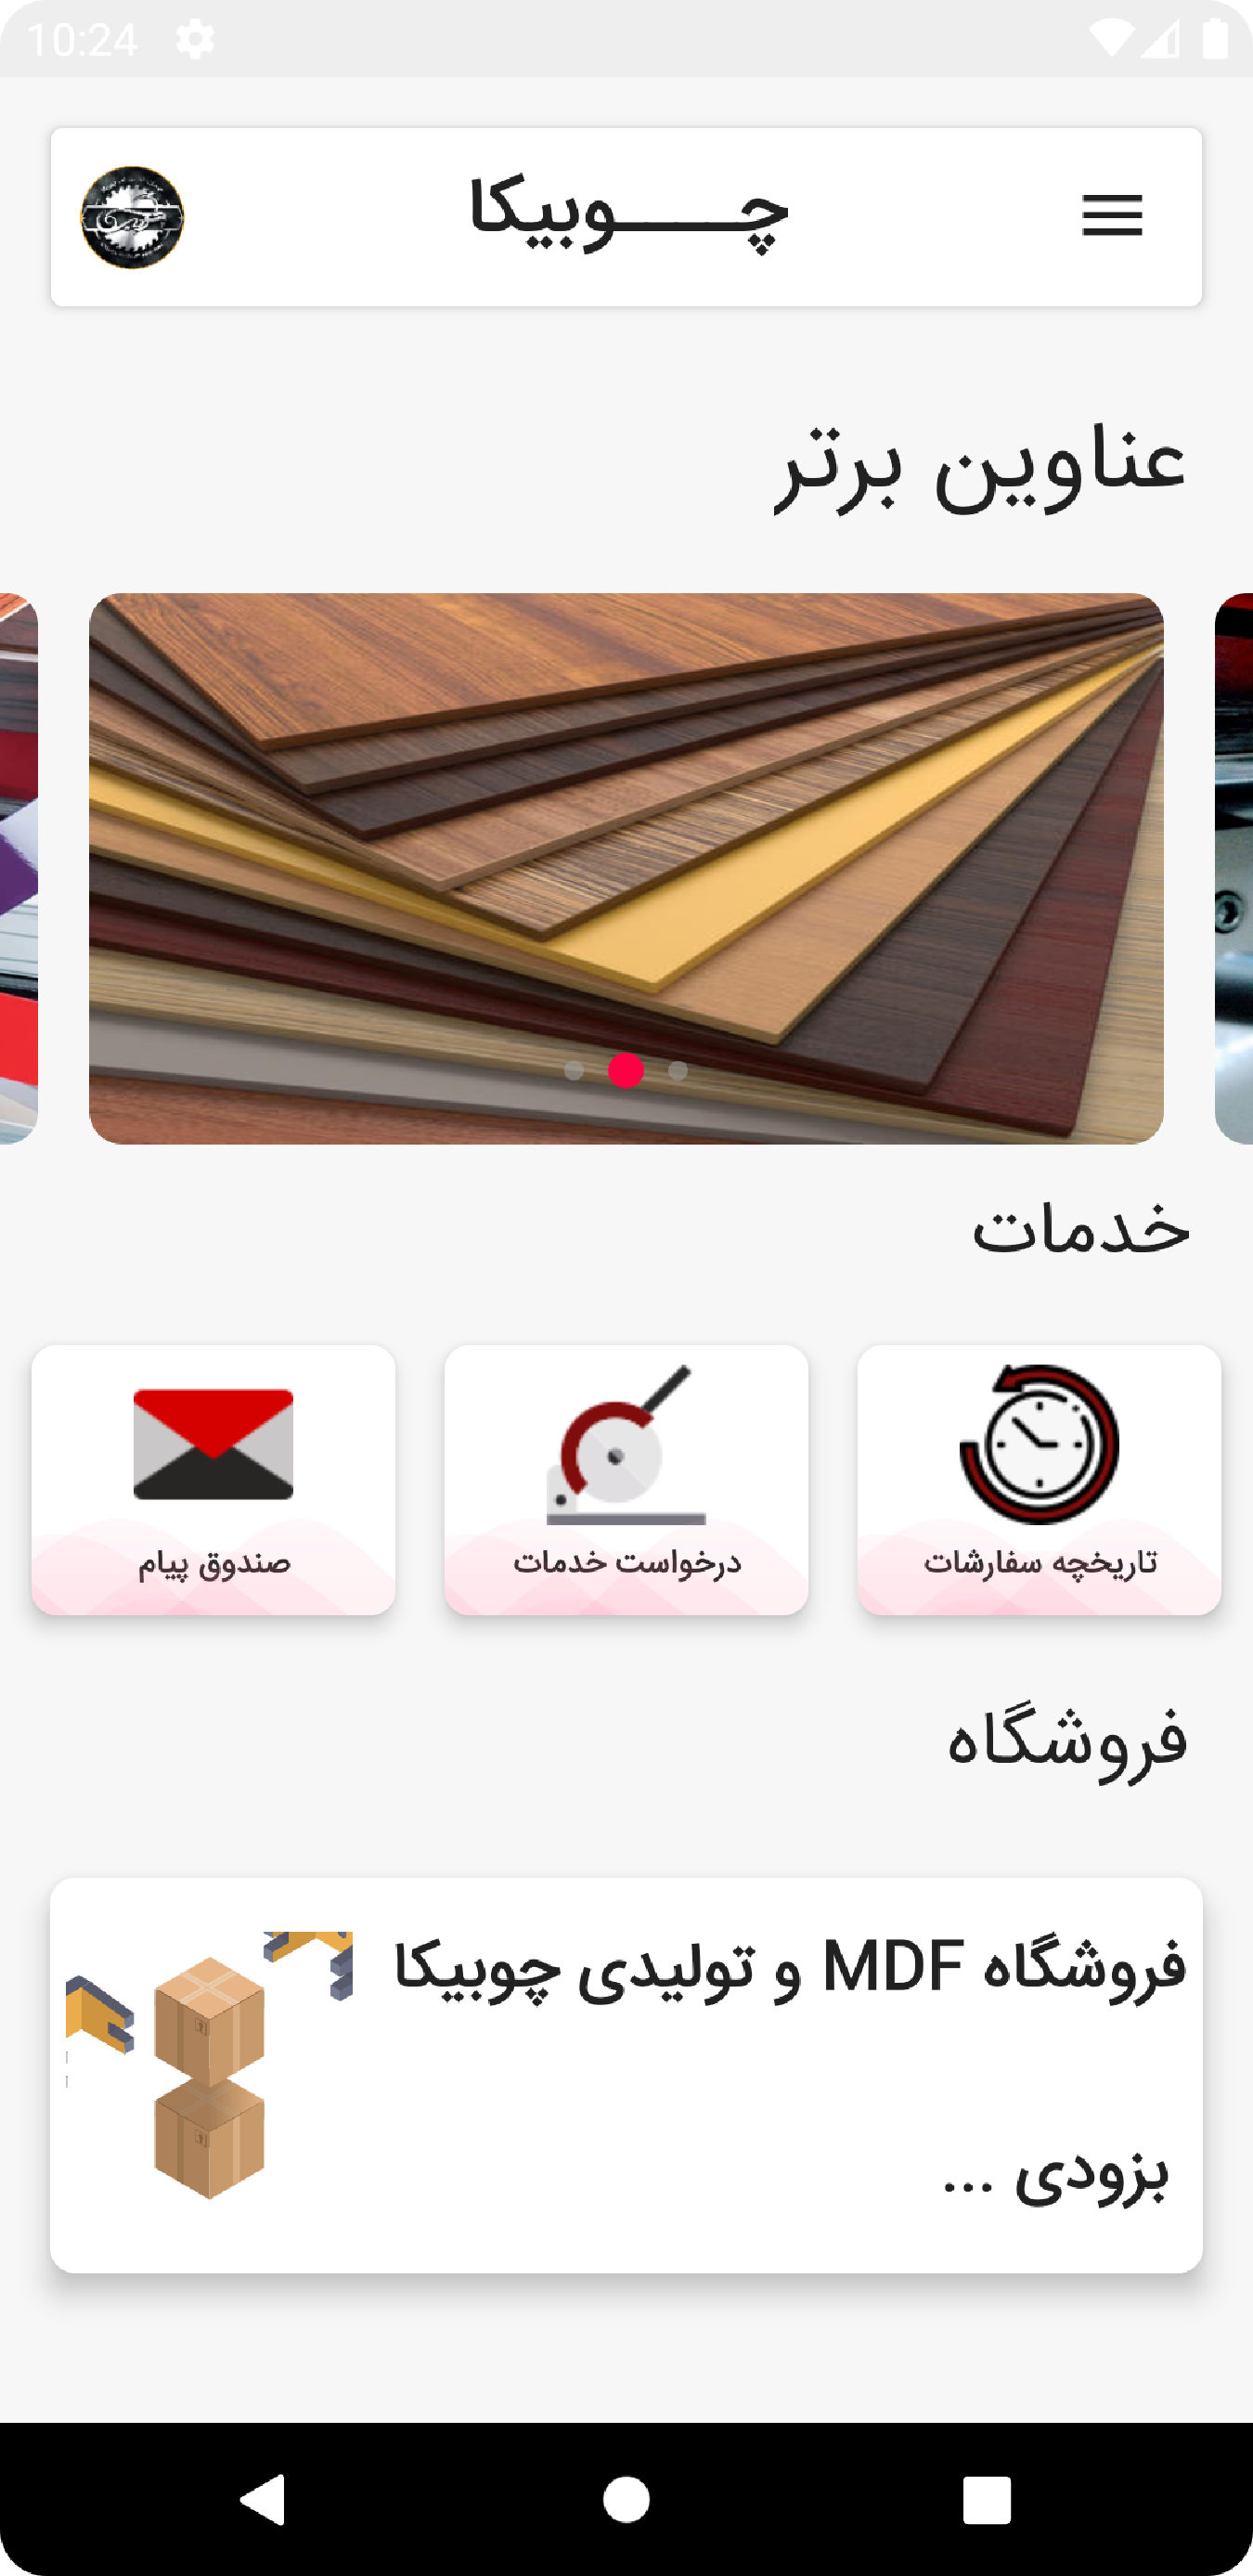 10:24
چـــــوبیکا
عناوین برتر
خدمات
تاریخچه سفارشات
درخواست خدمات
صندوق پیام
فروشگاه
فروشگاه MDF و تولیدی چوبیکا
بزودی ...